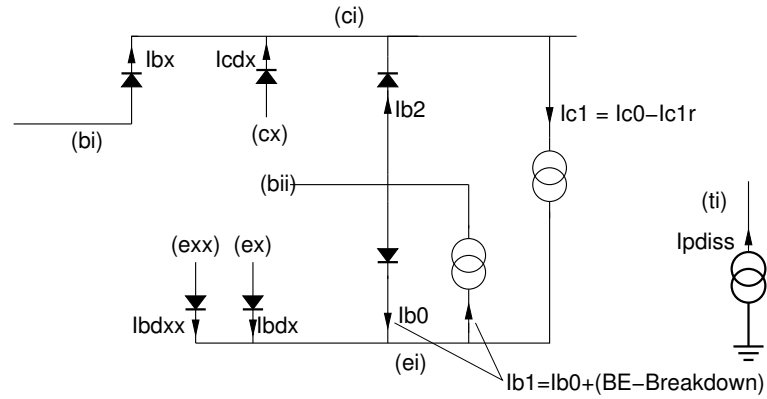 (ci)
Ibx
Icdx
Ib2
Ic1 = Ic0−Ic1r
(cx)
(bi)
(bii)
(ti)
(exx)
(ex)
Ipdiss
Ibdxx
Ibdx
Ib0
(ei)
Ib1=Ib0+(BE−Breakdown)